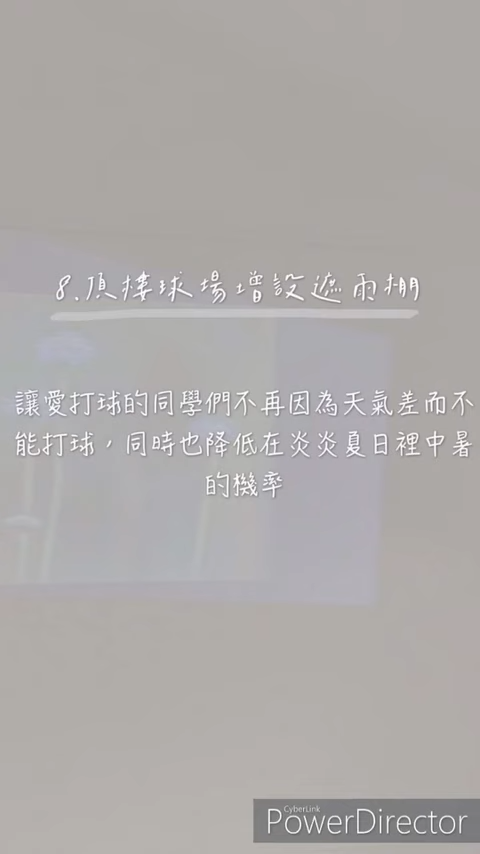 8.頂樓球場增設遮雨棚
讓愛打球的同學們不再因為天氣差而不
能打球，同時也降低在炎炎夏日裡中暑
的機率
CyberLink
PowerDirector